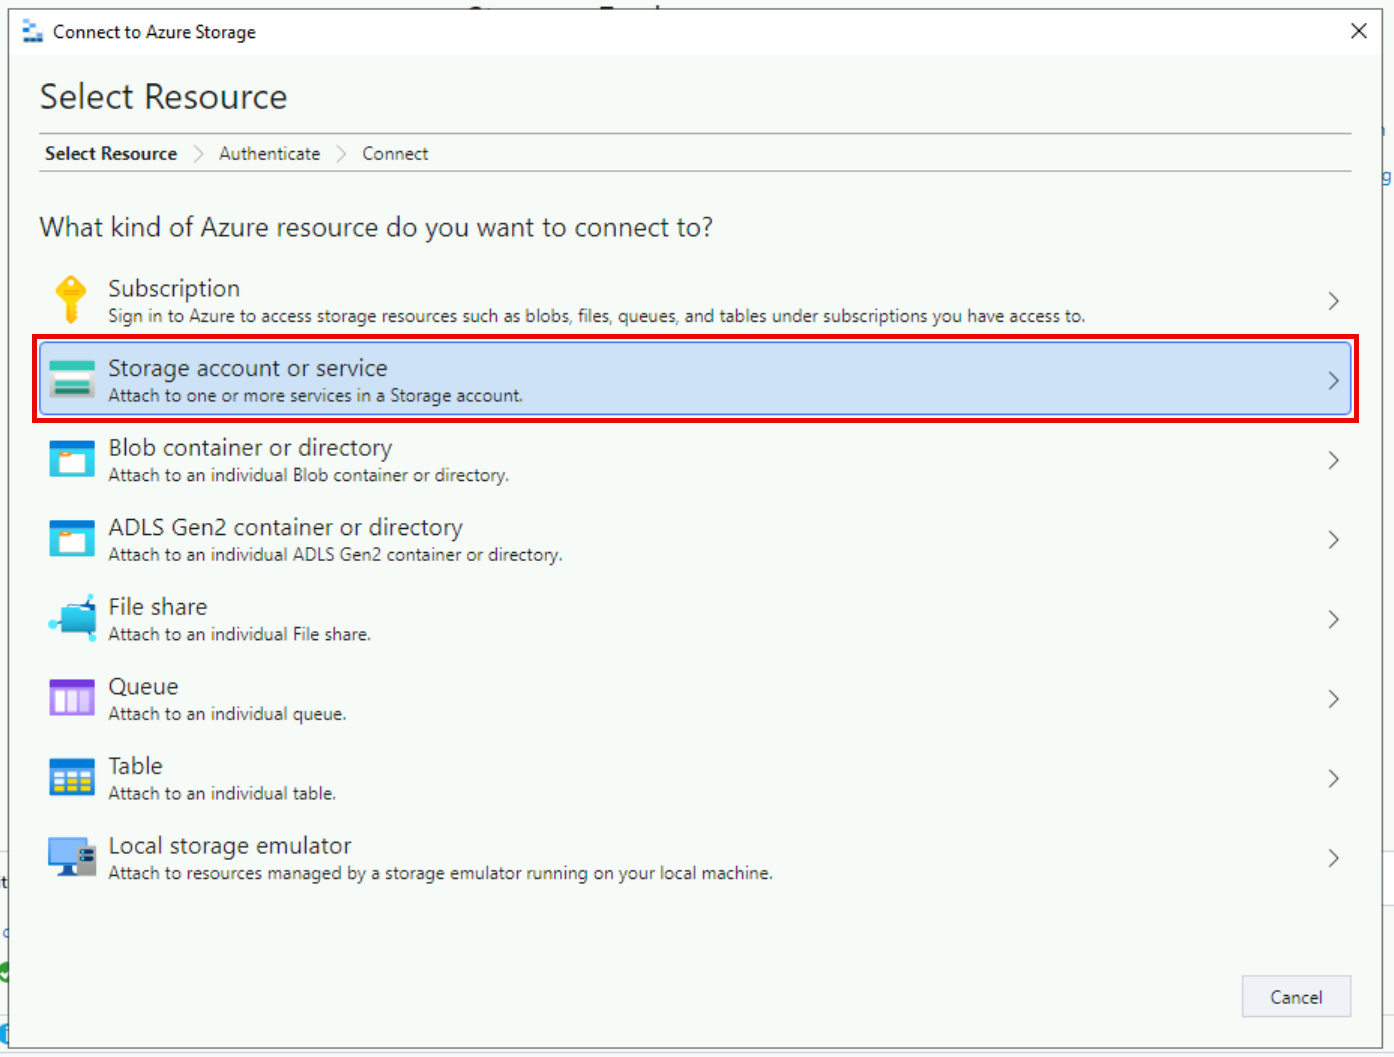 Connect to Azure Storage
Select Resource
Select Resource Authenticate Connect
What kind of Azure resource do you want to connect to?
Subscription
Sign in to Azure to access storage resources such as blobs, files, queues, and tables under subscriptions you have access to.
Storage account or service
Attach to one or more services in a Storage account.
Blob container or directory
Attach to an individual Blob container or directory.
ADLS Gen2 container or directory
Attach to an individual ADLS Gen2 container or directory.
File share
Attach to an individual File share.
Queue
Attach to an individual queue.
Table
Attach to an individual table.
Local storage emulator
Attach to resources managed by a storage emulator running on your local machine.
Cancel